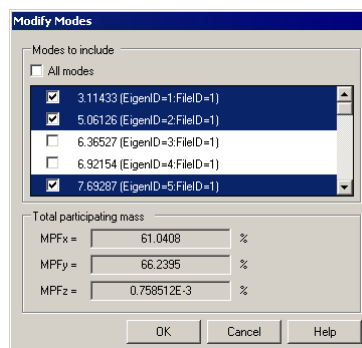 Modify Modes
Modes to include
All modes
3.11433 (EigenID=1:FileID=1)
5.06126 (EigenID=2:FileID=1)
6.36527 (EigenID=3:FileID=1)
6.92154 (EigenID=4:FileID=1)
7.69287 (EigenID=5:FileID=1)
Total participating mass
MPFx = 61.0408 %
MPFy = 66.2395 %
MPFz = 0.758512E-3 %
OK Cancel Help